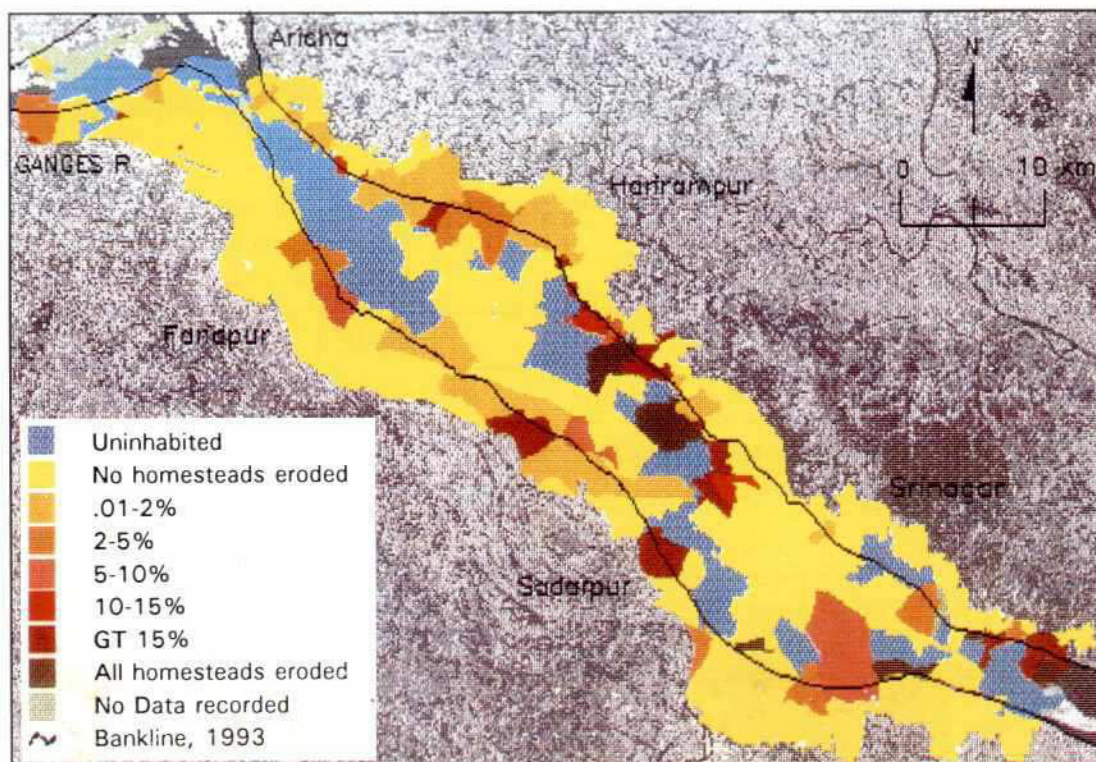 Aricha
N
GANGES R.
0 10 km
Harirampur
Faridpur
Srinagar
Sadarpur
Uninhabited
No homesteads eroded
.01-2%
2-5%
5-10%
10-15%
GT 15%
All homesteads eroded
No Data recorded
Bankline, 1993